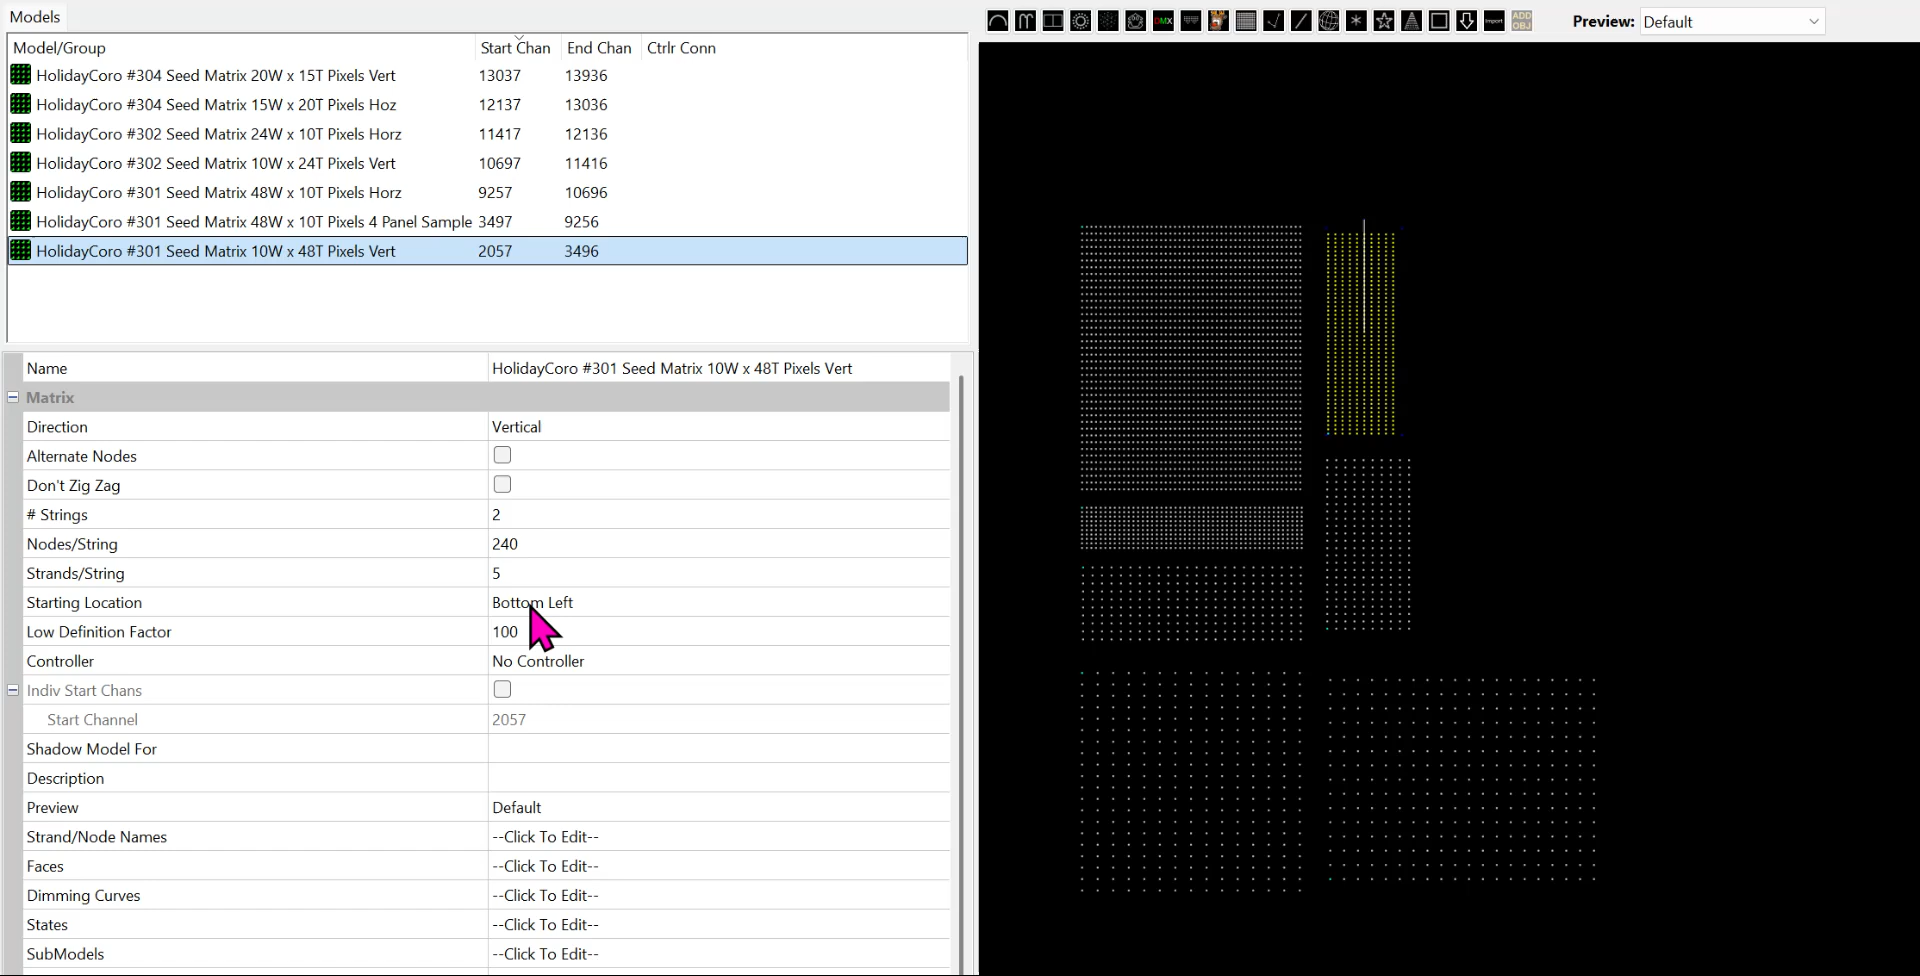 Models
DMX
Import
ADD
OBJ
Preview: Default
Model/Group Start Chan End Chan Ctrlr Conn
HolidayCoro #304 Seed Matrix 20W x 15T Pixels Vert 13037 13936
HolidayCoro #304 Seed Matrix 15W x 20T Pixels Hoz 12137 13036
HolidayCoro #302 Seed Matrix 24W x 10T Pixels Horz 11417 12136
HolidayCoro #302 Seed Matrix 10W x 24T Pixels Vert 10697 11416
HolidayCoro #301 Seed Matrix 48W x 10T Pixels Horz 9257 10696
HolidayCoro #301 Seed Matrix 48W x 10T Pixels 4 Panel Sample 3497 9256
HolidayCoro #301 Seed Matrix 10W x 48T Pixels Vert 2057 3496
Name HolidayCoro #301 Seed Matrix 10W x 48T Pixels Vert
Matrix
Direction Vertical
Alternate Nodes
Don't Zig Zag
# Strings 2
Nodes/String 240
Strands/String 5
Starting Location Bottom Left
Low Definition Factor 100
Controller No Controller
Indiv Start Chans
Start Channel 2057
Shadow Model For
Description
Preview Default
Strand/Node Names --Click To Edit--
Faces --Click To Edit--
Dimming Curves --Click To Edit--
States --Click To Edit--
SubModels --Click To Edit--